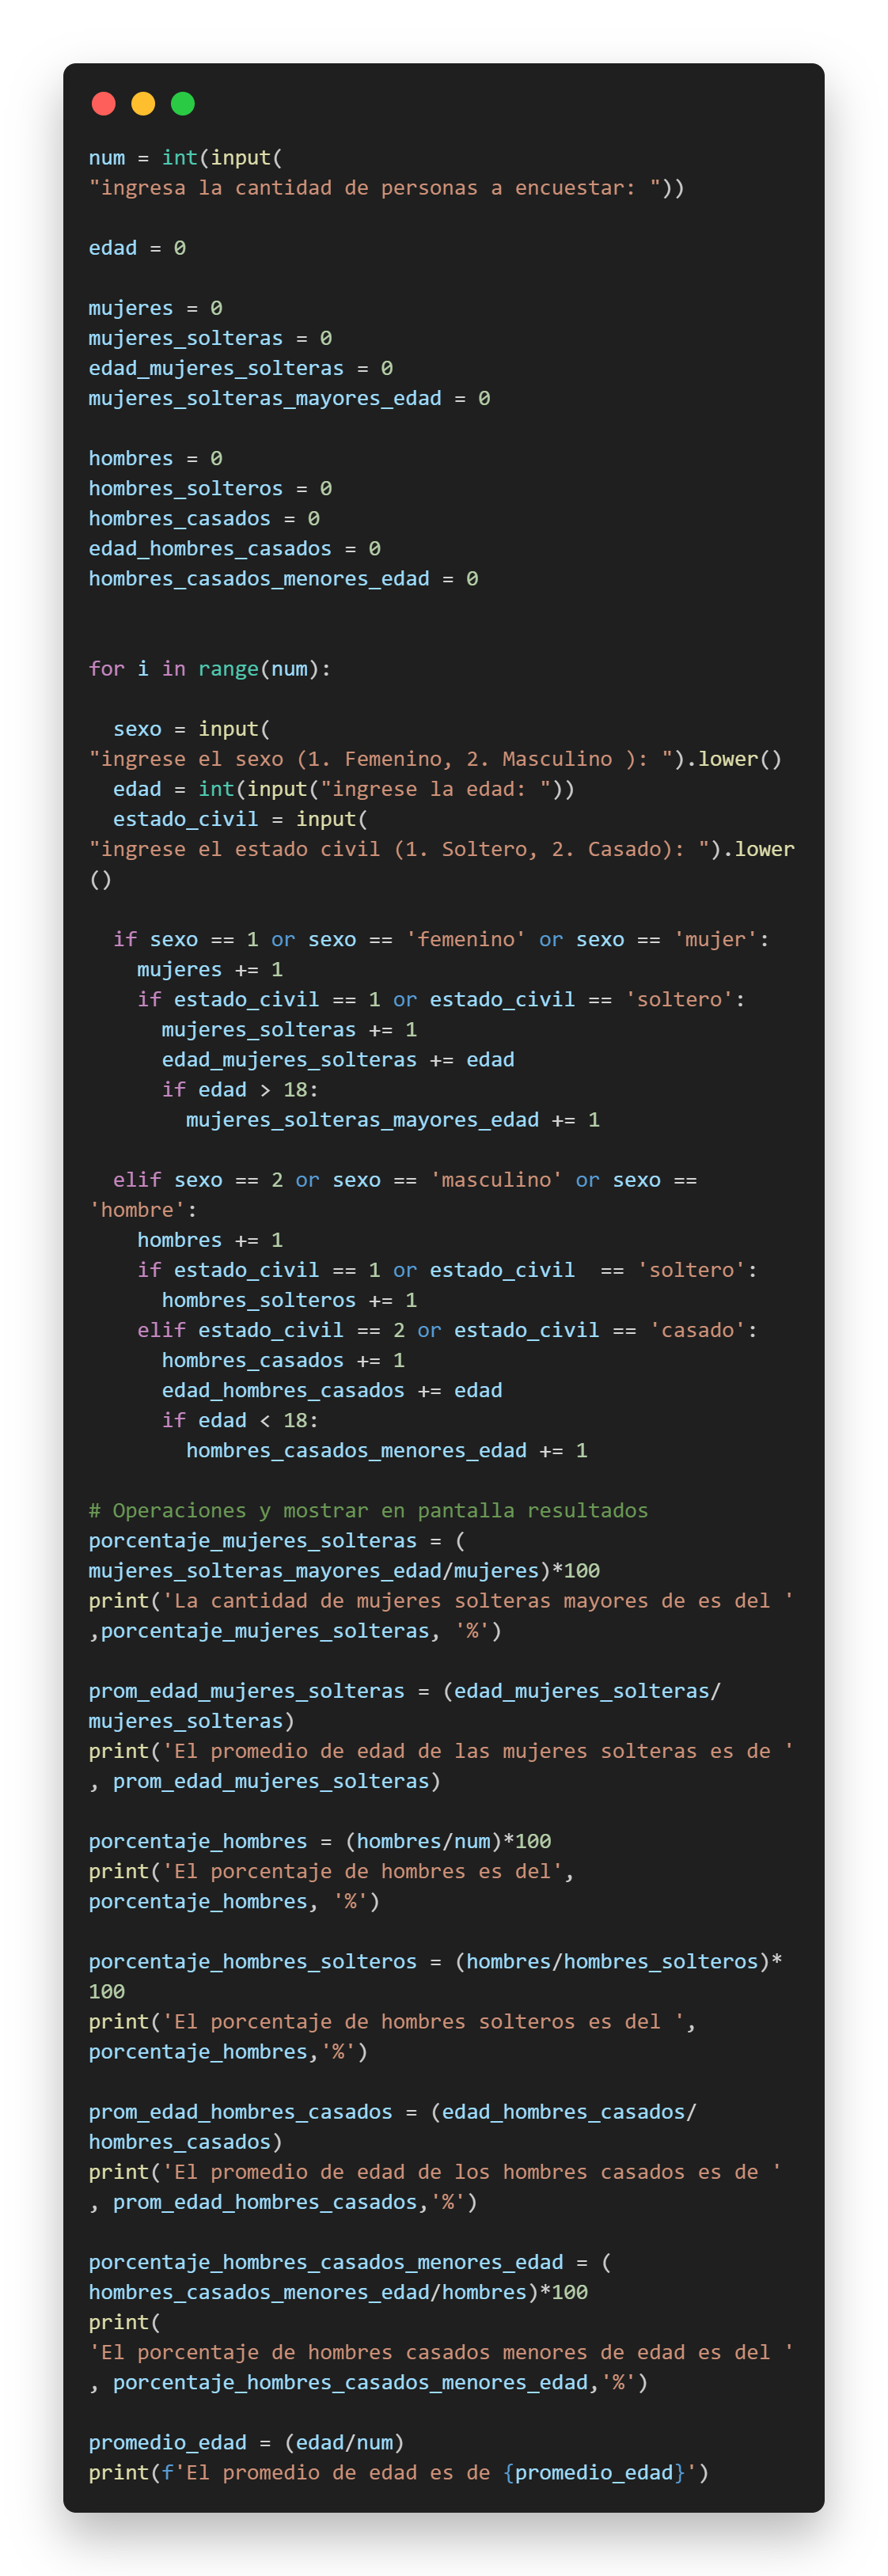 num = int(input(
"ingresa la cantidad de personas a encuestar: "))

edad = 0

mujeres = 0
mujeres_solteras = 0
edad_mujeres_solteras = 0
mujeres_solteras_mayores_edad = 0

hombres = 0
hombres_solteros = 0
hombres_casados = 0
edad_hombres_casados = 0
hombres_casados_menores_edad = 0


for i in range(num):

  sexo = input(
"ingrese el sexo (1. Femenino, 2. Masculino ): ").lower()
  edad = int(input("ingrese la edad: "))
  estado_civil = input(
"ingrese el estado civil (1. Soltero, 2. Casado): ").lower
()

  if sexo == 1 or sexo == 'femenino' or sexo == 'mujer':
    mujeres += 1
    if estado_civil == 1 or estado_civil == 'soltero':
      mujeres_solteras += 1
      edad_mujeres_solteras += edad
      if edad > 18:
        mujeres_solteras_mayores_edad += 1

  elif sexo == 2 or sexo == 'masculino' or sexo ==
'hombre':
    hombres += 1
    if estado_civil == 1 or estado_civil  == 'soltero':
      hombres_solteros += 1
    elif estado_civil == 2 or estado_civil == 'casado':
      hombres_casados += 1
      edad_hombres_casados += edad
      if edad < 18:
        hombres_casados_menores_edad += 1

# Operaciones y mostrar en pantalla resultados
porcentaje_mujeres_solteras = (
mujeres_solteras_mayores_edad/mujeres)*100
print('La cantidad de mujeres solteras mayores de es del '
,porcentaje_mujeres_solteras, '%')

prom_edad_mujeres_solteras = (edad_mujeres_solteras/
mujeres_solteras)
print('El promedio de edad de las mujeres solteras es de '
, prom_edad_mujeres_solteras)

porcentaje_hombres = (hombres/num)*100
print('El porcentaje de hombres es del',
porcentaje_hombres, '%')

porcentaje_hombres_solteros = (hombres/hombres_solteros)*
100
print('El porcentaje de hombres solteros es del ',
porcentaje_hombres,'%')

prom_edad_hombres_casados = (edad_hombres_casados/
hombres_casados)
print('El promedio de edad de los hombres casados es de '
, prom_edad_hombres_casados,'%')

porcentaje_hombres_casados_menores_edad = (
hombres_casados_menores_edad/hombres)*100
print(
'El porcentaje de hombres casados menores de edad es del '
, porcentaje_hombres_casados_menores_edad,'%')

promedio_edad = (edad/num)
print(f'El promedio de edad es de {promedio_edad}')